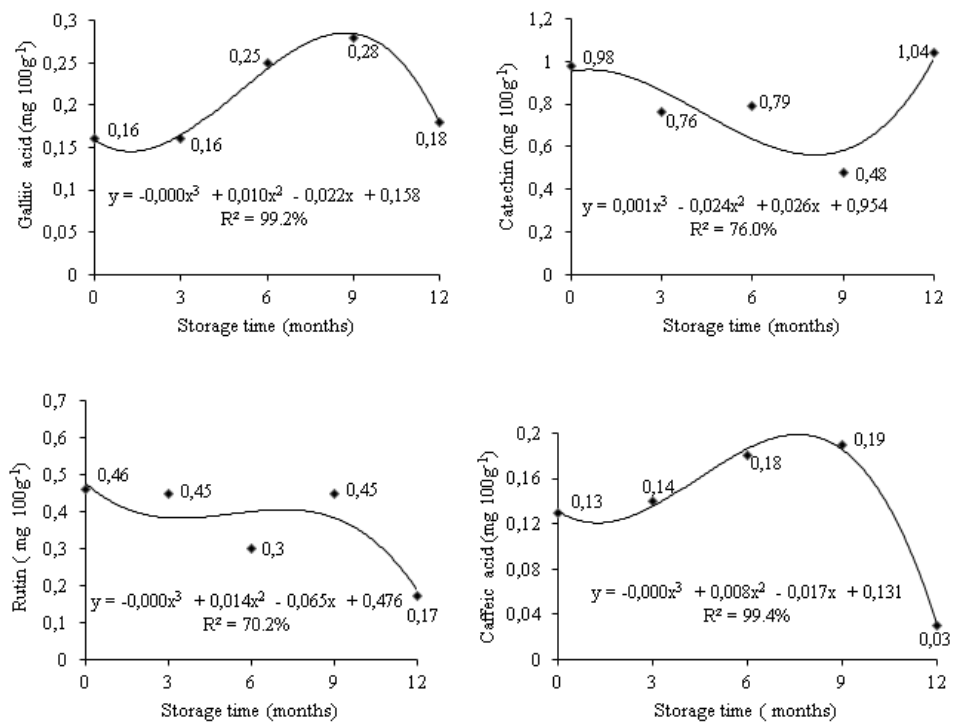 0,3
0,25
0,2
0,15
0,1
0,05
0
0,16
0,16
0,25
0,28
0,18
y = -0,000x³ + 0,010x² - 0,022x + 0,158
R² = 99.2%
0 3 6 9 12
Storage time (months)
Galliic acid (mg 100g⁻¹)
1,2
1
0,8
0,6
0,4
0,2
0
0,98
0,76
0,79
0,48
1,04
y = 0,001x³ - 0,024x² + 0,026x + 0,954
R² = 76.0%
0 3 6 9 12
Storage time (months)
Catechin (mg 100g⁻¹)
0,7
0,6
0,5
0,4
0,3
0,2
0,1
0
0,46
0,45
0,3
0,45
0,17
y = -0,000x³ + 0,014x² - 0,065x + 0,476
R² = 70.2%
0 3 6 9 12
Storage time (months)
Rutin ( mg 100g⁻¹)
0,2
0,16
0,12
0,08
0,04
0
0,13
0,14
0,18
0,19
0,03
y = -0,000x³ + 0,008x² - 0,017x + 0,131
R² = 99.4%
0 3 6 9 12
Storage time ( months)
Caffeic acid (mg 100g⁻¹)